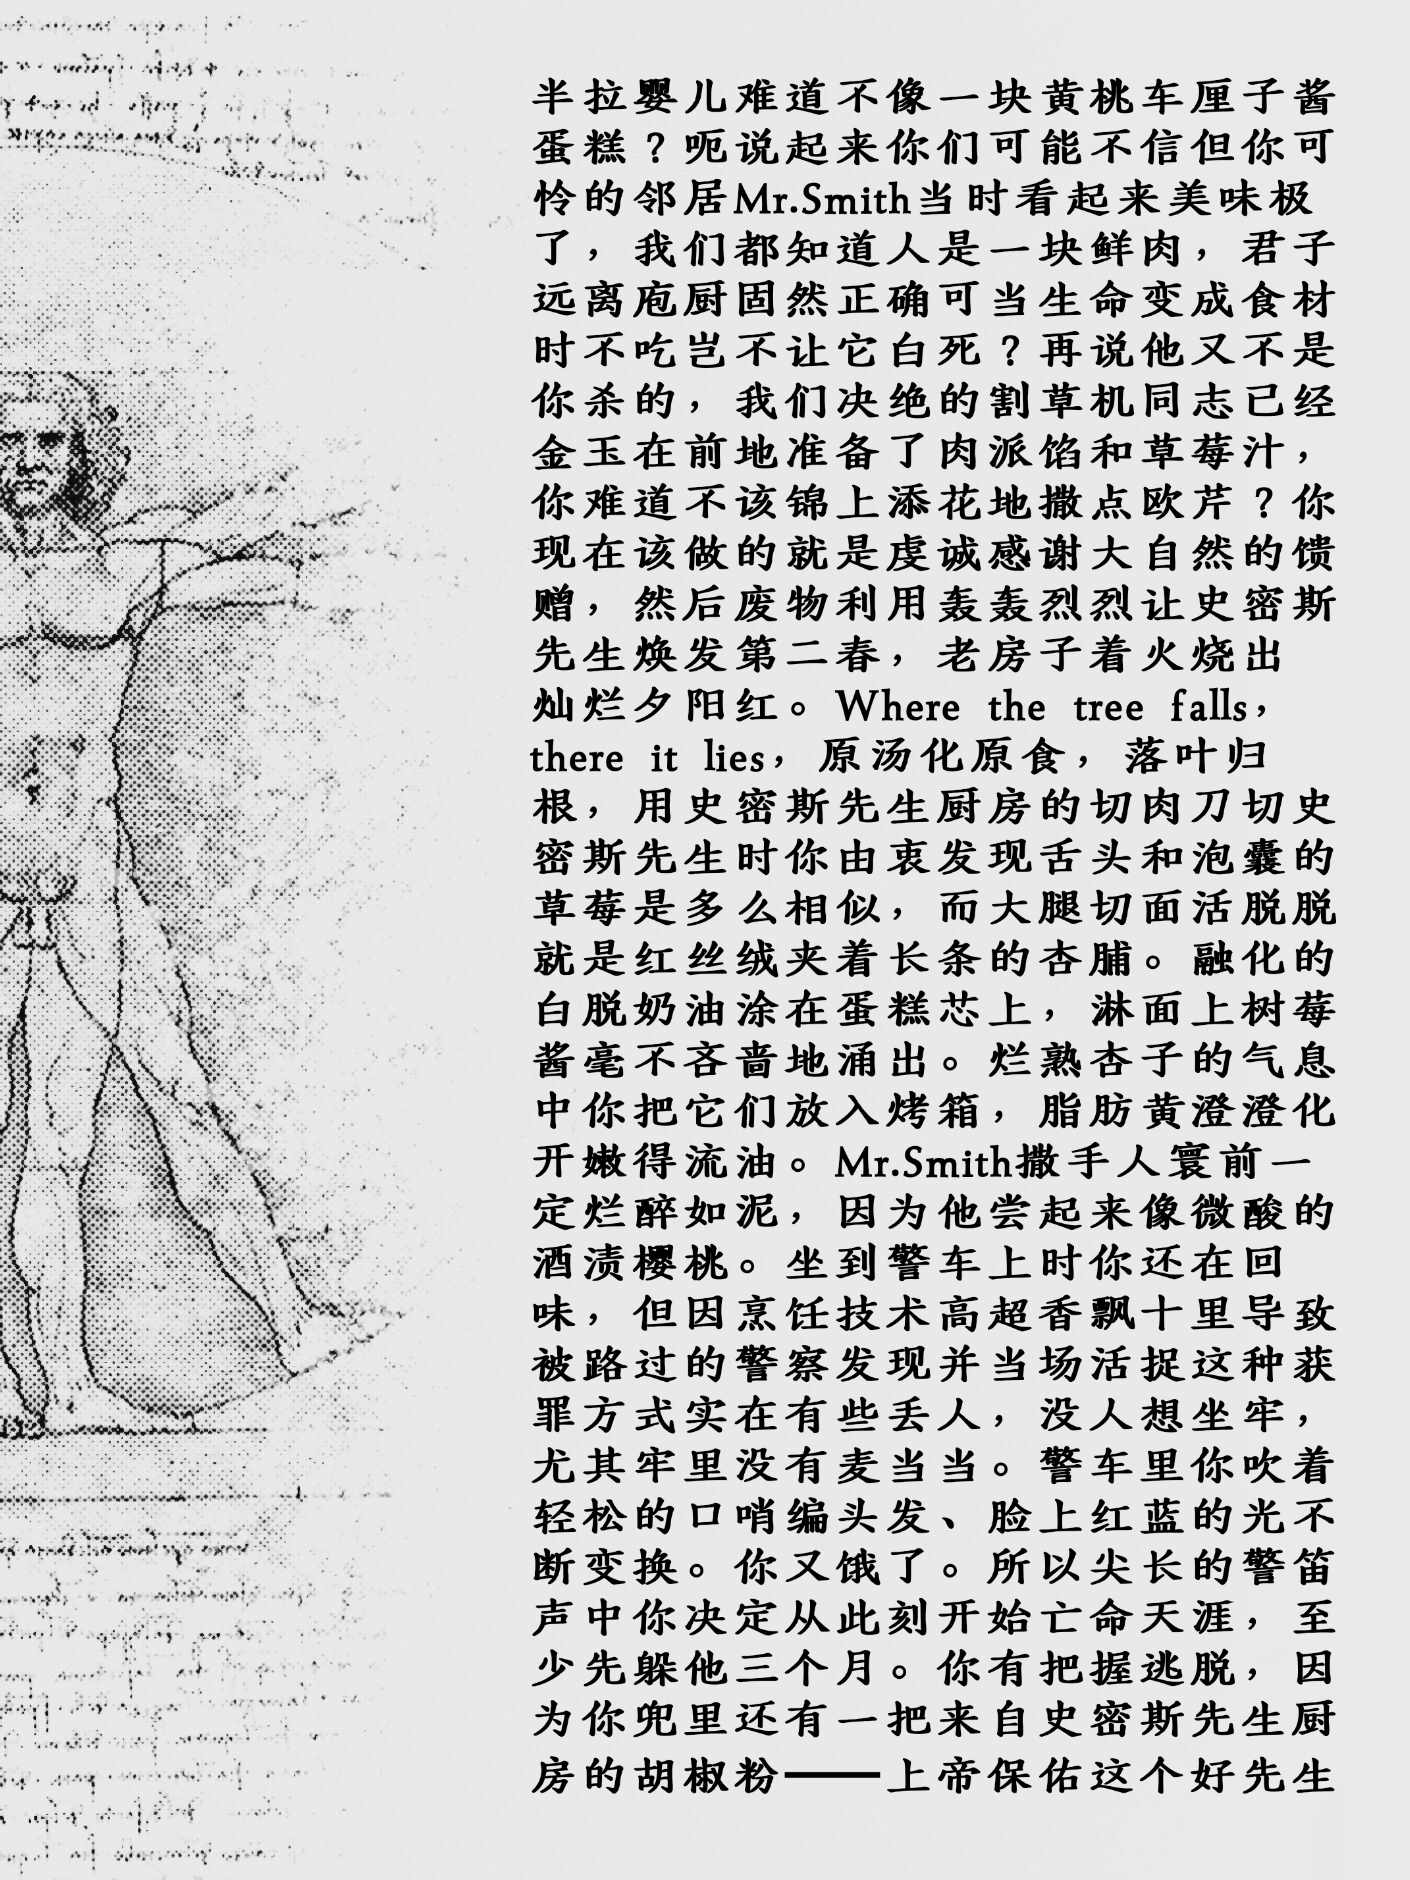 半拉婴儿难道不像一块黄桃车厘子酱
蛋糕？呃说起来你们可能不信但你可
怜的邻居Mr.Smith当时看起来美味极
了，我们都知道人是一块鲜肉，君子
远离庖厨固然正确可当生命变成食材
时不吃岂不让它白死？再说他又不是
你杀的，我们决绝的割草机同志已经
金玉在前地准备了肉派馅和草莓汁，
你难道不该锦上添花地撒点欧芹？你
现在该做的就是虔诚感谢大自然的馈
赠，然后废物利用轰轰烈烈让史密斯
先生焕发第二春，老房子着火烧出
灿烂夕阳红。Where the tree falls，
there it lies，原汤化原食，落叶归
根，用史密斯先生厨房的切肉刀切史
密斯先生时你由衷发现舌头和泡囊的
草莓是多么相似，而大腿切面活脱脱
就是红丝绒夹着长条的杏脯。融化的
白脱奶油涂在蛋糕芯上，淋面上树莓
酱毫不吝啬地涌出。烂熟杏子的气息
中你把它们放入烤箱，脂肪黄澄澄化
开嫩得流油。Mr.Smith撒手人寰前一
定烂醉如泥，因为他尝起来像微酸的
酒渍樱桃。坐到警车上时你还在回
味，但因烹饪技术高超香飘十里导致
被路过的警察发现并当场活捉这种获
罪方式实在有些丢人，没人想坐牢，
尤其牢里没有麦当当。警车里你吹着
轻松的口哨编头发、脸上红蓝的光不
断变换。你又饿了。所以尖长的警笛
声中你决定从此刻开始亡命天涯，至
少先躲他三个月。你有把握逃脱，因
为你兜里还有一把来自史密斯先生厨
房的胡椒粉——上帝保佑这个好先生